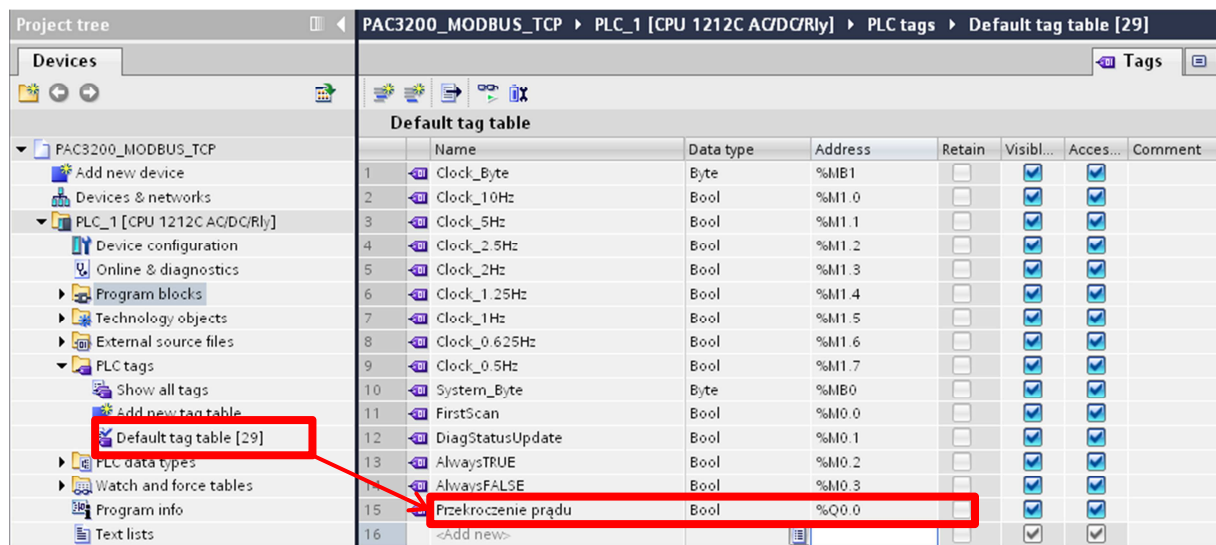 Project tree
PAC3200_MODBUS_TCP PLC_1 [CPU 1212C AC/DC/Rly] PLC tags Default tag table [29]
Devices
Tags
Default tag table
Name Data type Address Retain Visibl... Acces... Comment
PAC3200_MODBUS_TCP
Add new device
Devices & networks
PLC_1 [CPU 1212C AC/DC/Rly]
Device configuration
Online & diagnostics
Program blocks
Technology objects
External source files
PLC tags
Show all tags
Add new tag table
Default tag table [29]
PLC data types
Watch and force tables
Program info
Text lists
1 Clock_Byte Byte %MB1
2 Clock_10Hz Bool %M1.0
3 Clock_5Hz Bool %M1.1
4 Clock_2.5Hz Bool %M1.2
5 Clock_2Hz Bool %M1.3
6 Clock_1.25Hz Bool %M1.4
7 Clock_1Hz Bool %M1.5
8 Clock_0.625Hz Bool %M1.6
9 Clock_0.5Hz Bool %M1.7
10 System_Byte Byte %MB0
11 FirstScan Bool %M0.0
12 DiagStatusUpdate Bool %M0.1
13 AlwaysTRUE Bool %M0.2
14 AlwaysFALSE Bool %M0.3
15 Przekroczenie prądu Bool %Q0.0
16 <Add new>